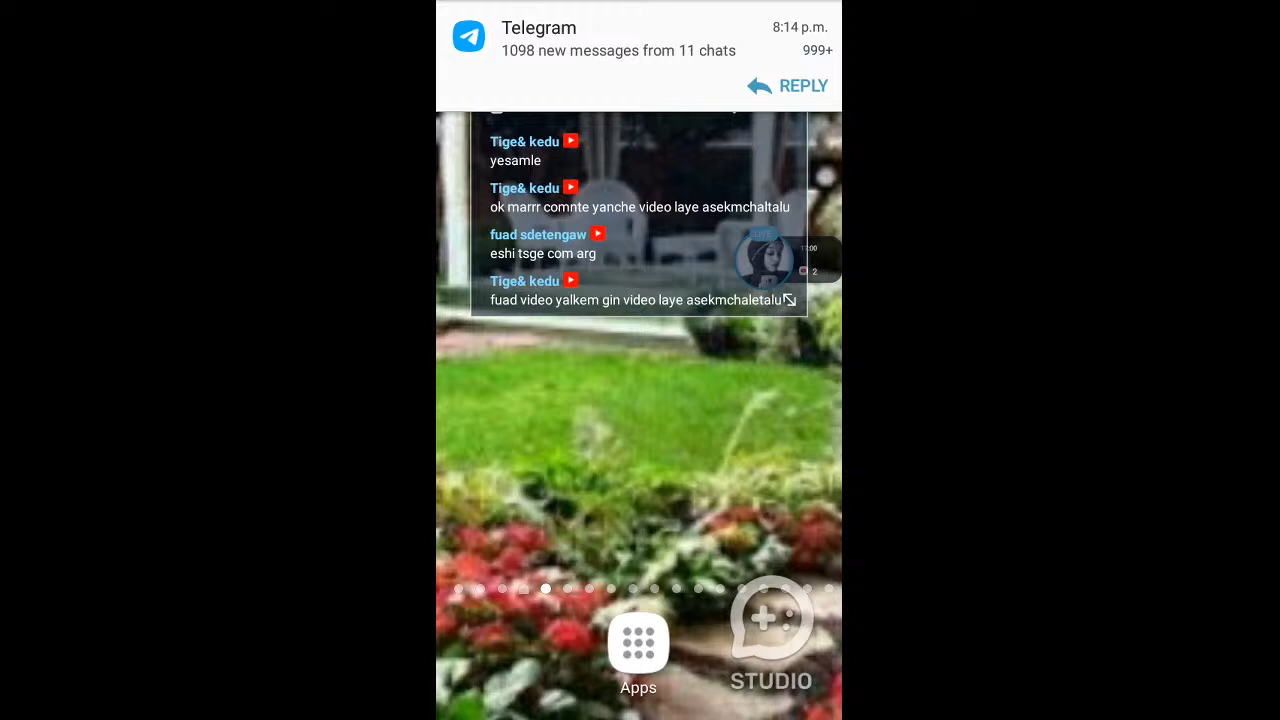 Telegram
8:14 p.m.
1098 new messages from 11 chats
999+
REPLY
Tige& kedu
yesamle
Tige& kedu
ok marrr comnte yanche video laye asekmchaltalu
fuad sdetengaw
eshi tsge com arg
LIVE
2
Tige& kedu
fuad video yalkem gin video laye asekmchaletalu
STUDIO
Apps